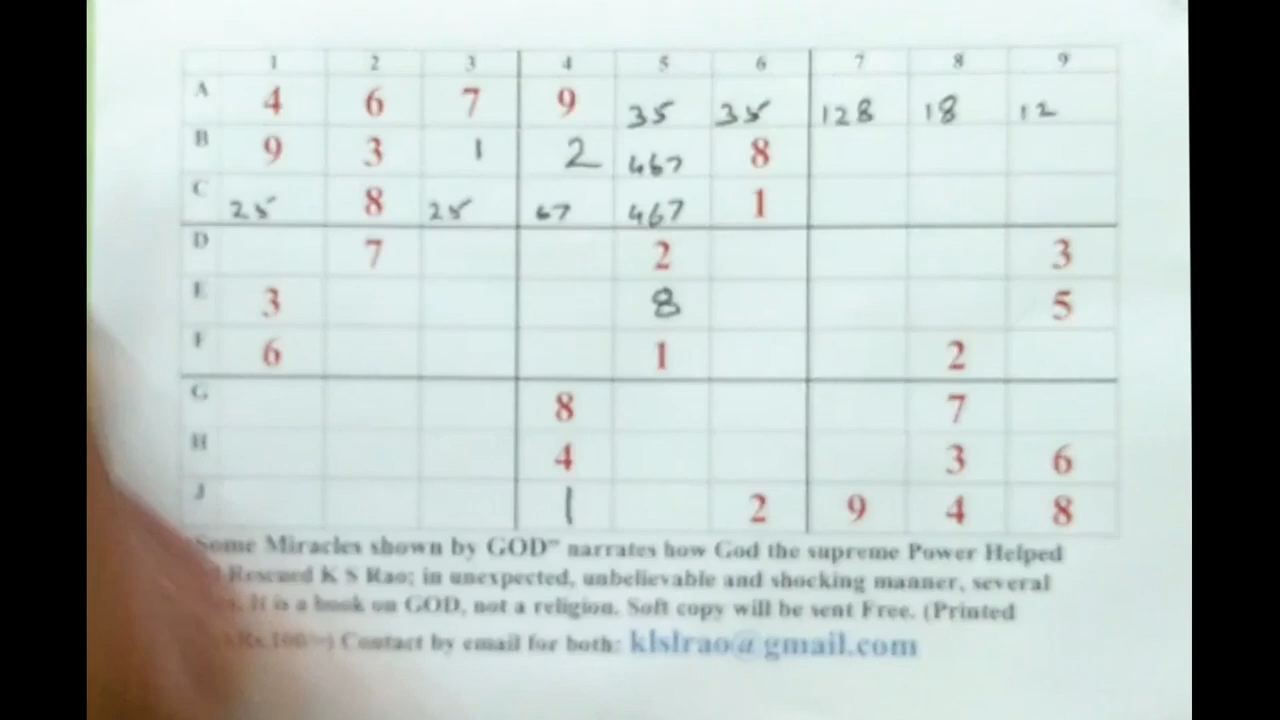 1 2 3 4 5 6 7 8 9
A 4 6 7 9 35 35 128 18 12
B 9 3 1 2 467 8
C 25 8 25 67 467 1
D 7 2 3
E 3 8 5
F 6 1 2
G 8 7
H 4 3 6
J 1 2 9 4 8
Some Miracles shown by GOD" narrates how God the supreme Power Helped
Rescued K S Rao; in unexpected, unbelievable and shocking manner, several
It is a book on GOD, not a religion. Soft copy will be sent Free. (Printed
Rs.100/-) Contact by email for both: klslrao@gmail.com